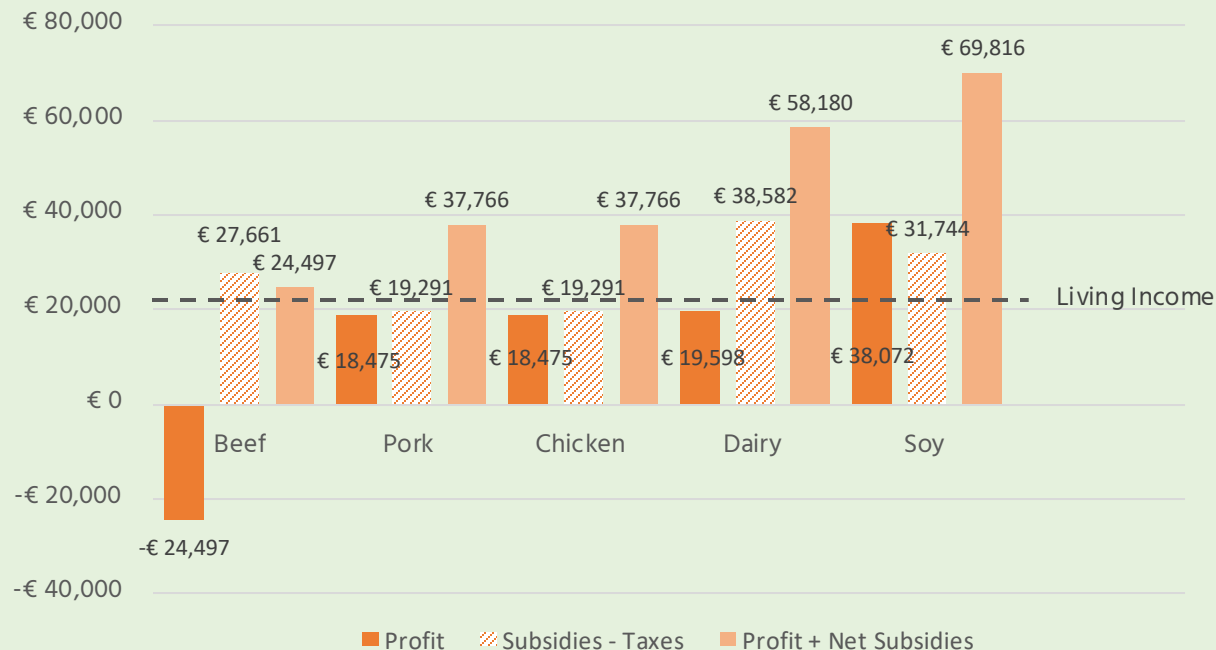 € 80,000
€ 69,816
€ 58,180
€ 60,000
€ 37,766
€ 37,766
€ 38,582
€ 40,000
€ 27,661
€ 31,744
€ 24,497
€ 19,291
€ 19,291
€ 20,000
Living Income
€ 18,475
€ 18,475
€ 19,598
€ 38,072
€ 0
Beef
Pork
Chicken
Dairy
Soy
-€ 20,000
-€ 24,497
-€ 40,000
Profit
Subsidies - Taxes
Profit + Net Subsidies